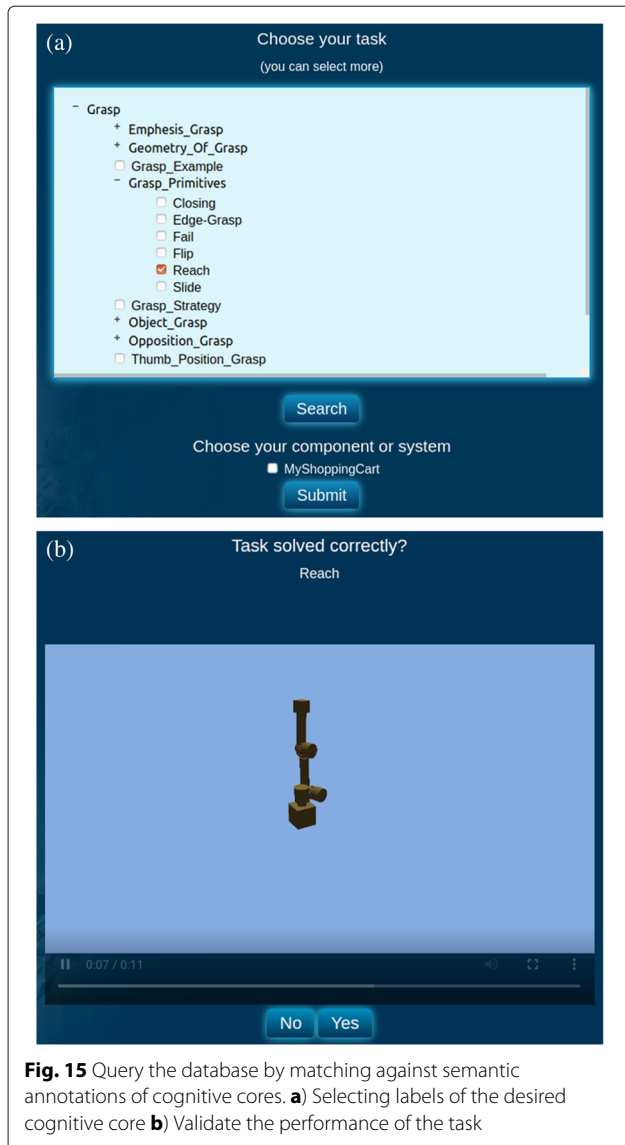 (a)
Choose your task
(you can select more)
− Grasp
+ Emphesis_Grasp
+ Geometry_Of_Grasp
Grasp_Example
− Grasp_Primitives
Closing
Edge-Grasp
Fail
Flip
Reach
Slide
Grasp_Strategy
+ Object_Grasp
+ Opposition_Grasp
Thumb_Position_Grasp
Search
Choose your component or system
MyShoppingCart
Submit
(b)
Task solved correctly?
Reach
0:07 / 0:11
No Yes
Fig. 15 Query the database by matching against semantic
annotations of cognitive cores. a) Selecting labels of the desired
cognitive core b) Validate the performance of the task